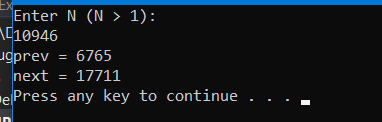 Enter N (N > 1):
10946
prev = 6765
next = 17711
Press any key to continue . . .